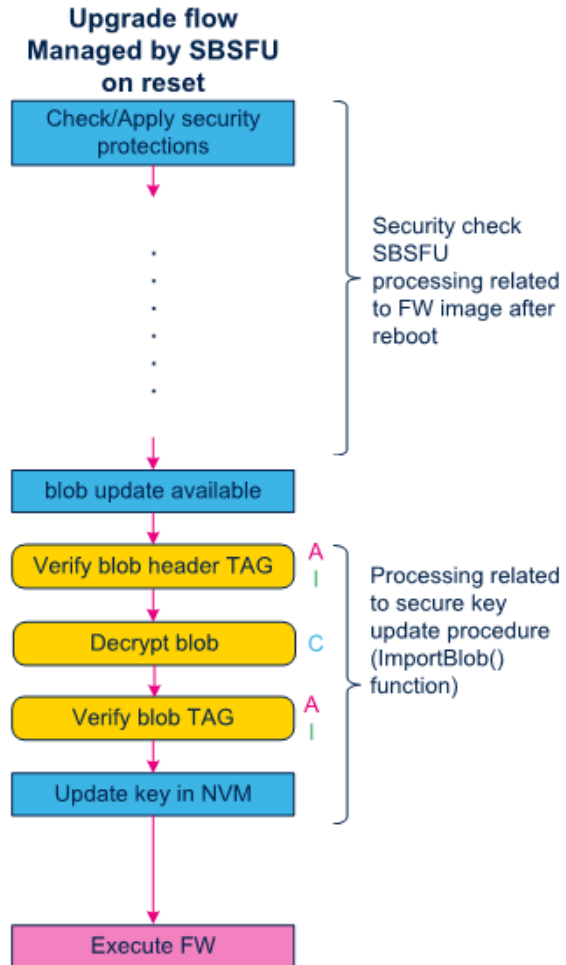 Upgrade flow
Managed by SBSFU
on reset
Check/Apply security
protections
Security check
SBSFU
processing related
to FW image after
reboot
blob update available
Verify blob header TAG
A
I
Processing related
to secure key
update procedure
(ImportBlob()
function)
Decrypt blob
C
Verify blob TAG
A
I
Update key in NVM
Execute FW